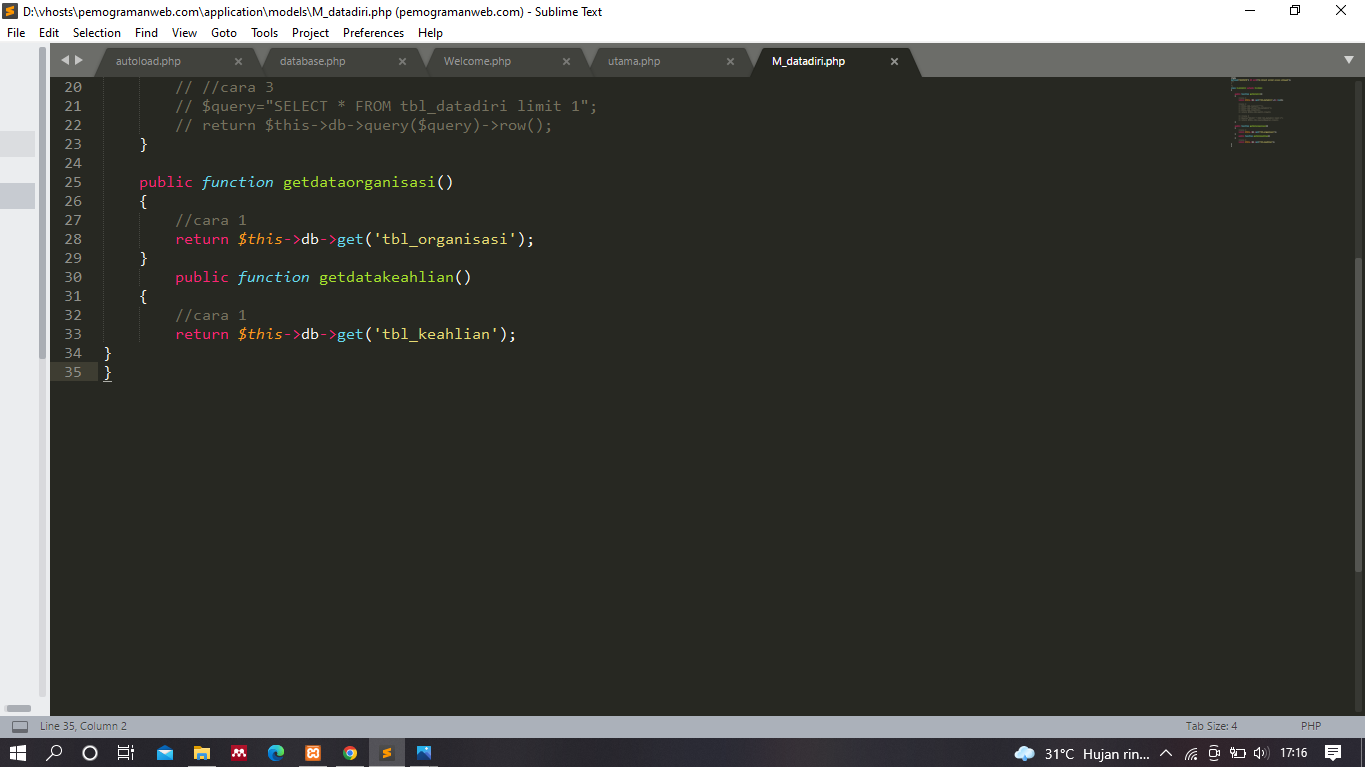 D:\vhosts\pemogramanweb.com\application\models\M_datadiri.php (pemogramanweb.com) - Sublime Text
File Edit Selection Find View Goto Tools Project Preferences Help
autoload.php database.php Welcome.php utama.php M_datadiri.php
20 // //cara 3
21 // $query="SELECT * FROM tbl_datadiri limit 1";
22 // return $this->db->query($query)->row();
23 }
24
25 public function getdataorganisasi()
26 {
27 //cara 1
28 return $this->db->get('tbl_organisasi');
29 }
30 public function getdatakeahlian()
31 {
32 //cara 1
33 return $this->db->get('tbl_keahlian');
34 }
35 }
Line 35, Column 2 Tab Size: 4 PHP
31°C Hujan rin... 17:16